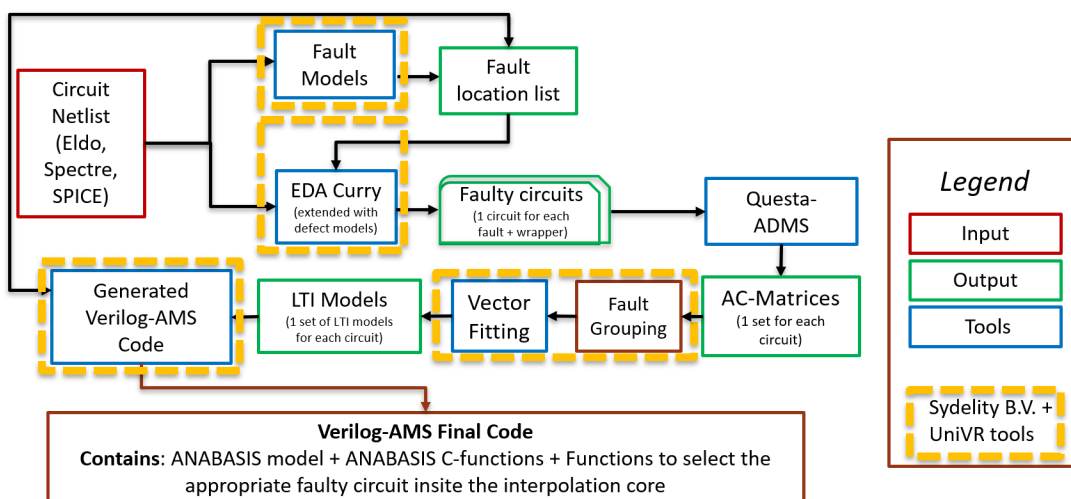 Circuit
Netlist
(Eldo,
Spectre,
SPICE)
Fault
Models
Fault
location list
EDA Curry
(extended with
defect models)
Faulty circuits
(1 circuit for each
fault + wrapper)
Questa-
ADMS
Generated
Verilog-AMS
Code
LTI Models
(1 set of LTI models
for each circuit)
Vector
Fitting
Fault
Grouping
AC-Matrices
(1 set for each
circuit)
Verilog-AMS Final Code
Contains: ANABASIS model + ANABASIS C-functions + Functions to select the
appropriate faulty circuit insite the interpolation core
Legend
Input
Output
Tools
Sydelity B.V. +
UniVR tools